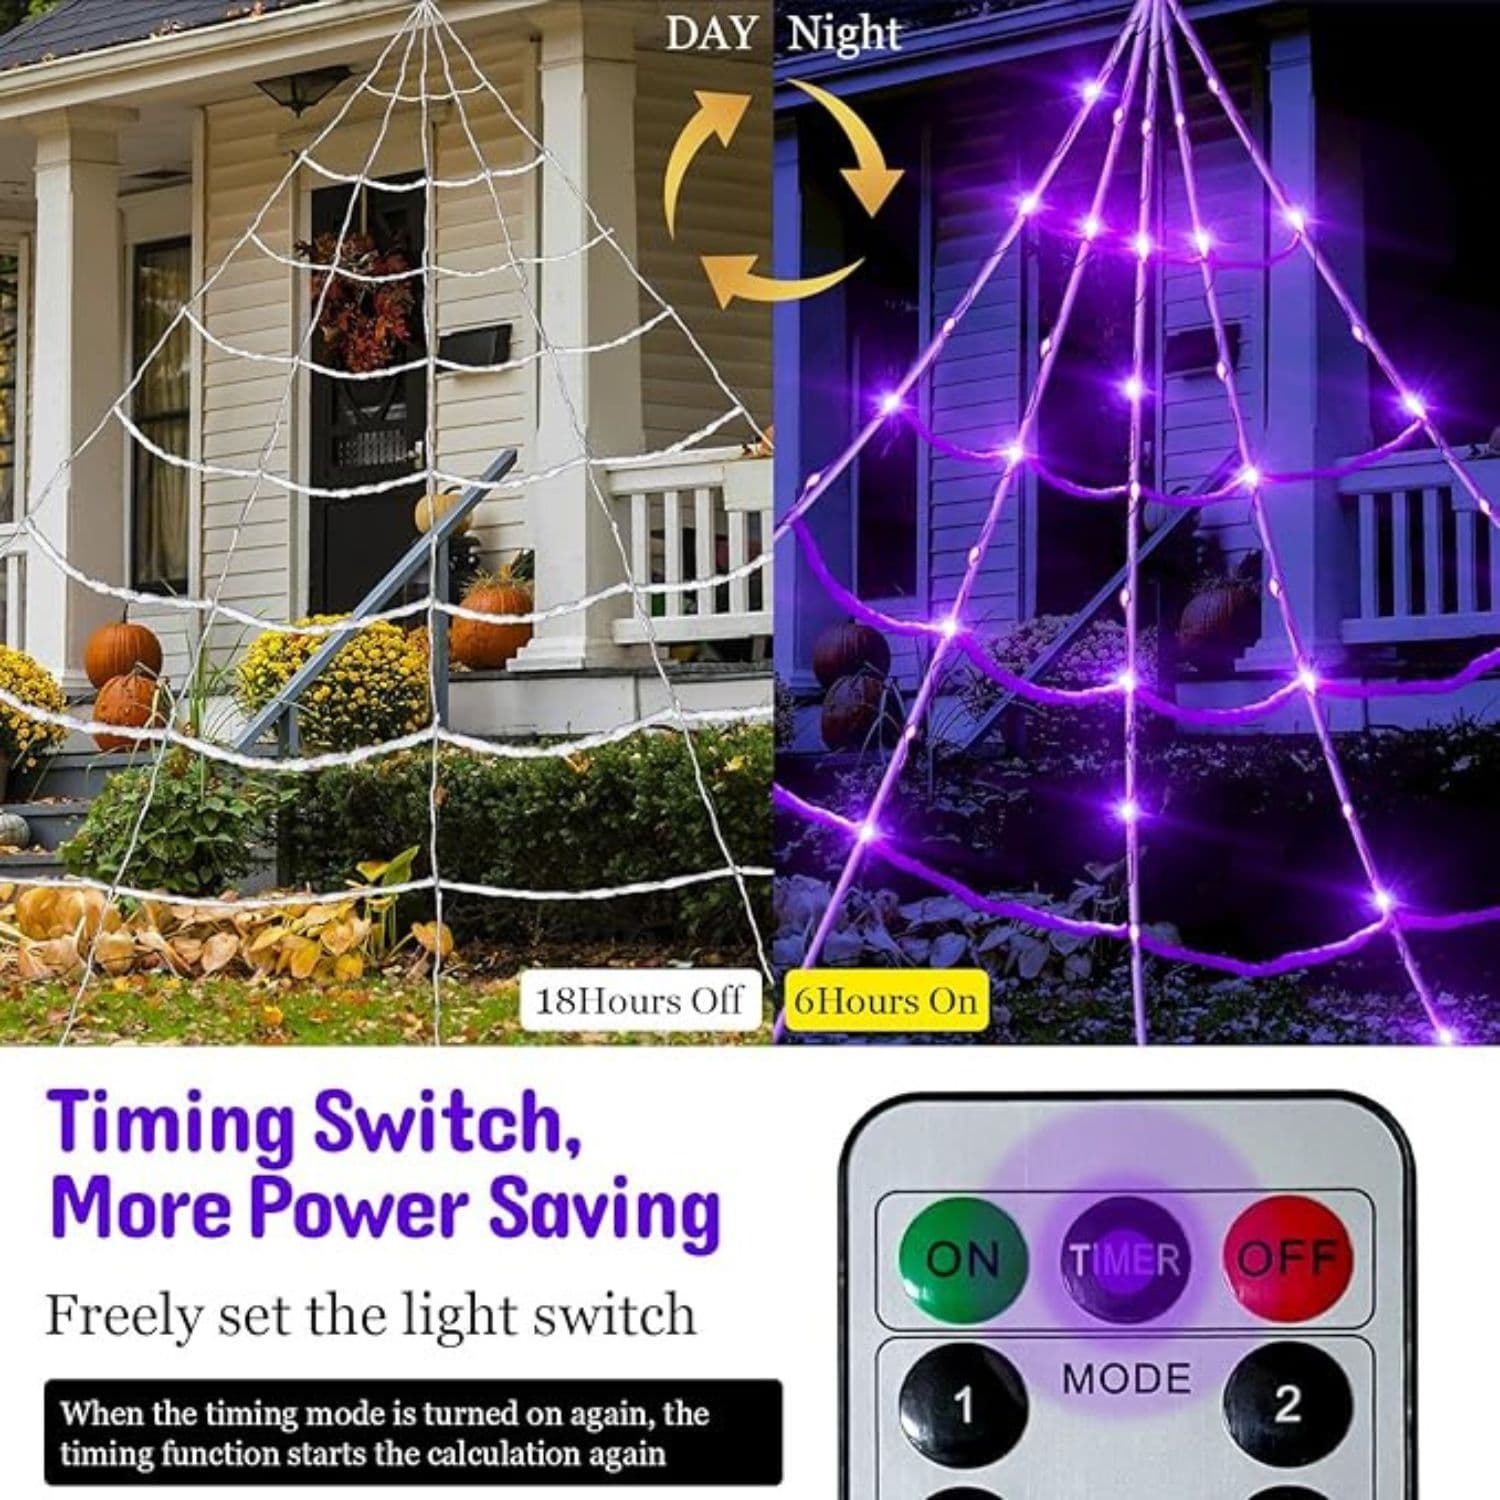 DAY Night
18Hours Off
6Hours On
Timing Switch,
More Power Saving
Freely set the light switch
When the timing mode is turned on again, the
timing function starts the calculation again
ON TIMER OFF
MODE
1 2